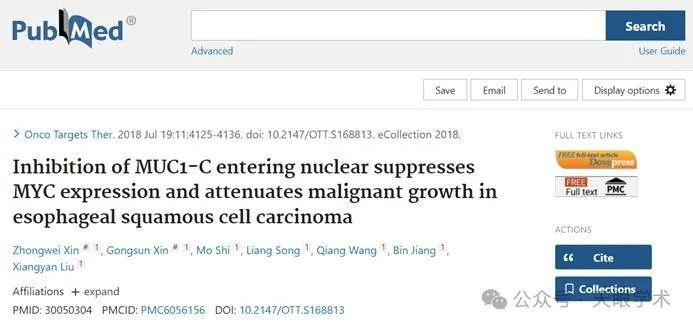 PubMed®
Search
Advanced
User Guide
Save
Email
Send to
Display options
> Onco Targets Ther. 2018 Jul 19:11:4125-4136. doi: 10.2147/OTT.S168813. eCollection 2018.
Inhibition of MUC1-C entering nuclear suppresses
MYC expression and attenuates malignant growth in
esophageal squamous cell carcinoma
Zhongwei Xin # 1, Gongsun Xin # 1, Mo Shi 1, Liang Song 1, Qiang Wang 1, Bin Jiang 1,
Xiangyan Liu 1
Affiliations + expand
PMID: 30050304 PMCID: PMC6056156 DOI: 10.2147/OTT.S168813
FULL TEXT LINKS
FREE full-text article
Dovepress
FREE
Full text
PMC
ACTIONS
Cite
Collections
公众号 · 天眼学术